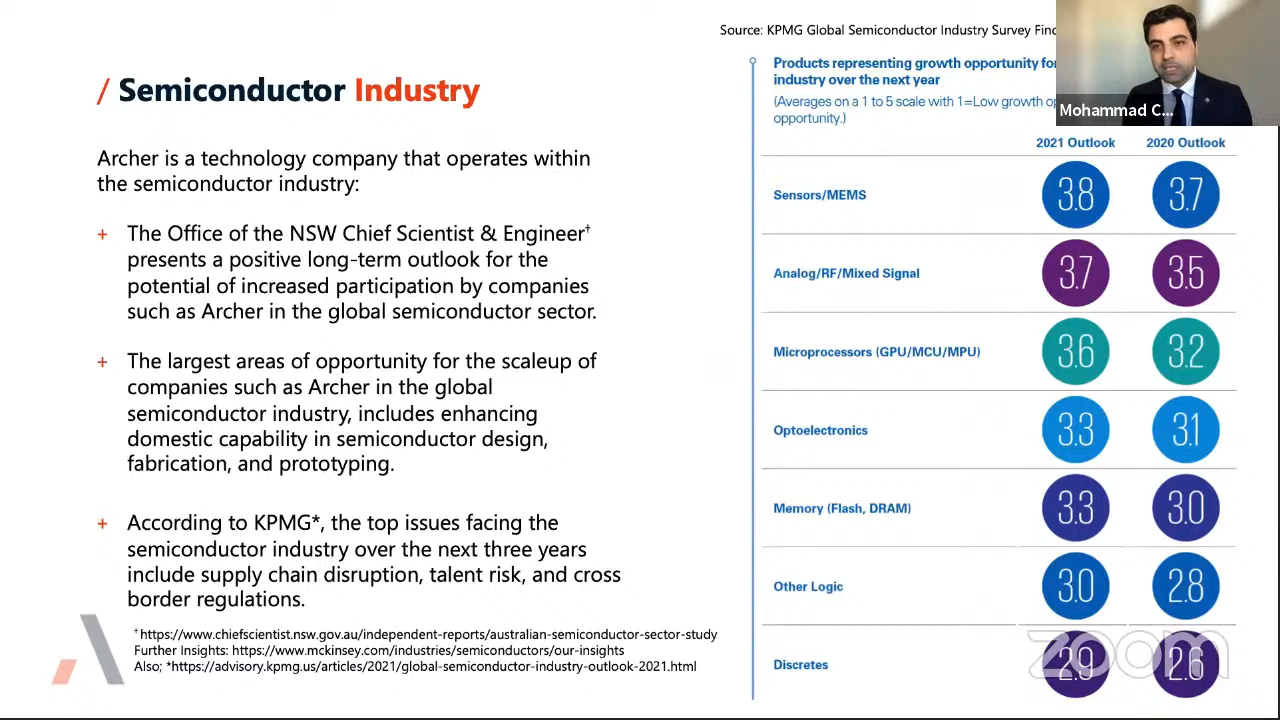 Source: KPMG Global Semiconductor Industry Survey
/ Semiconductor Industry
Archer is a technology company that operates within
the semiconductor industry:
+ The Office of the NSW Chief Scientist & Engineer†
presents a positive long-term outlook for the
potential of increased participation by companies
such as Archer in the global semiconductor sector.
+ The largest areas of opportunity for the scaleup of
companies such as Archer in the global
semiconductor industry, includes enhancing
domestic capability in semiconductor design,
fabrication, and prototyping.
+ According to KPMG*, the top issues facing the
semiconductor industry over the next three years
include supply chain disruption, talent risk, and cross
border regulations.
†https://www.chiefscientist.nsw.gov.au/independent-reports/australian-semiconductor-sector-study
Further Insights: https://www.mckinsey.com/industries/semiconductors/our-insights
Also; *https://advisory.kpmg.us/articles/2021/global-semiconductor-industry-outlook-2021.html
Products representing growth opportunity
industry over the next year
(Averages on a 1 to 5 scale with 1=Low growth
opportunity.)
Mohammad C...
2021 Outlook 2020 Outlook
Sensors/MEMS 3.8 3.7
Analog/RF/Mixed Signal 3.7 3.5
Microprocessors (GPU/MCU/MPU) 3.6 3.2
Optoelectronics 3.3 3.1
Memory (Flash, DRAM) 3.3 3.0
Other Logic 3.0 2.8
Discretes 2.9 2.6
zoom